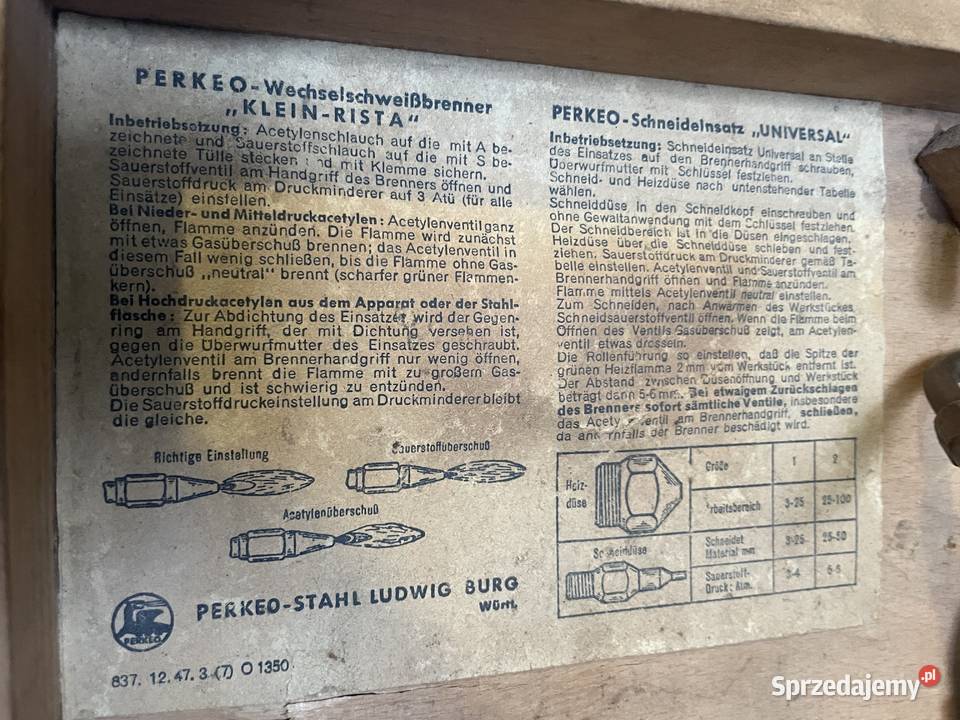 PERKEO-Wechselschweißbrenner
„KLEIN-RISTA“
Inbetriebsetzung: Acetylenschlauch auf die mit A be-
zeichnete und Sauerstoffschlauch auf die mit S be-
zeichnete Tülle stecken und mit Klemme sichern.
Sauerstoffventil am Handgriff des Brenners öffnen und
Sauerstoffdruck am Druckminderer auf 3 Atü (für alle
Einsätze) einstellen.
Bei Nieder- und Mitteldruckacetylen: Acetylenventil ganz
öffnen, Flamme anzünden. Die Flamme wird zunächst
mit etwas Gasüberschuß brennen; das Acetylenventil in
diesem Fall wenig schließen, bis die Flamme ohne Gas-
überschuß „neutral“ brennt (scharfer grüner Flammen-
kern).
Bei Hochdruckacetylen aus dem Apparat oder der Stahl-
flasche: Zur Abdichtung des Einsatzes wird der Gegen-
ring am Handgriff, der mit Dichtung versehen ist,
gegen die Überwurfmutter des Einsatzes geschraubt.
Acetylenventil am Brennerhandgriff nur wenig öffnen,
andernfalls brennt die Flamme mit zu großem Gas-
überschuß und ist schwierig zu entzünden.
Die Sauerstoffdruckeinstellung am Druckminderer bleibt
die gleiche.
Richtige Einstellung
Sauerstoffüberschuß
Acetylenüberschuß
PERKEO
PERKEO-STAHL LUDWIGSBURG
Württ.
837. 12. 47. 3 (7) O 1350
PERKEO-Schneideinsatz „UNIVERSAL“
Inbetriebsetzung: Schneideinsatz Universal an Stelle
des Einsatzes auf den Brennerhandgriff schrauben,
Überwurfmutter mit Schlüssel festziehen.
Schneid- und Heizdüse nach untenstehender Tabelle
wählen.
Schneiddüse in den Schneidkopf einschrauben und
ohne Gewaltanwendung mit dem Schlüssel festziehen.
Der Schneidbereich ist in die Düsen eingeschlagen.
Heizdüse über die Schneiddüse schieben und fest-
ziehen. Sauerstoffdruck am Druckminderer gemäß Ta-
belle einstellen. Acetylenventil und Sauerstoffventil am
Brennerhandgriff öffnen und Flamme anzünden.
Flamme mittels Acetylenventil neutral einstellen.
Zum Schneiden, nach Anwärmen des Werkstückes,
Schneidsauerstoffventil öffnen. Wenn die Flamme beim
Öffnen des Ventils Gasüberschuß zeigt, am Acetylen-
ventil etwas drosseln.
Die Rollenführung so einstellen, daß die Spitze der
grünen Heizflamme 2 mm vom Werkstück entfernt ist.
Der Abstand zwischen Düsenöffnung und Werkstück
beträgt dann 5-6 mm. Bei etwaigem Zurückschlagen
des Brenners sofort sämtliche Ventile, insbesondere
das Acetylenventil am Brennerhandgriff, schließen,
da andernfalls der Brenner beschädigt wird.
Heiz-
düse
Größe 1 2
Arbeitsbereich 3-25 25-100
Schneiddüse
Schneidet
Material mm 3-25 25-50
Sauerstoff-
Druck: Atm. 3-4 5-5
Sprzedajemy.pl